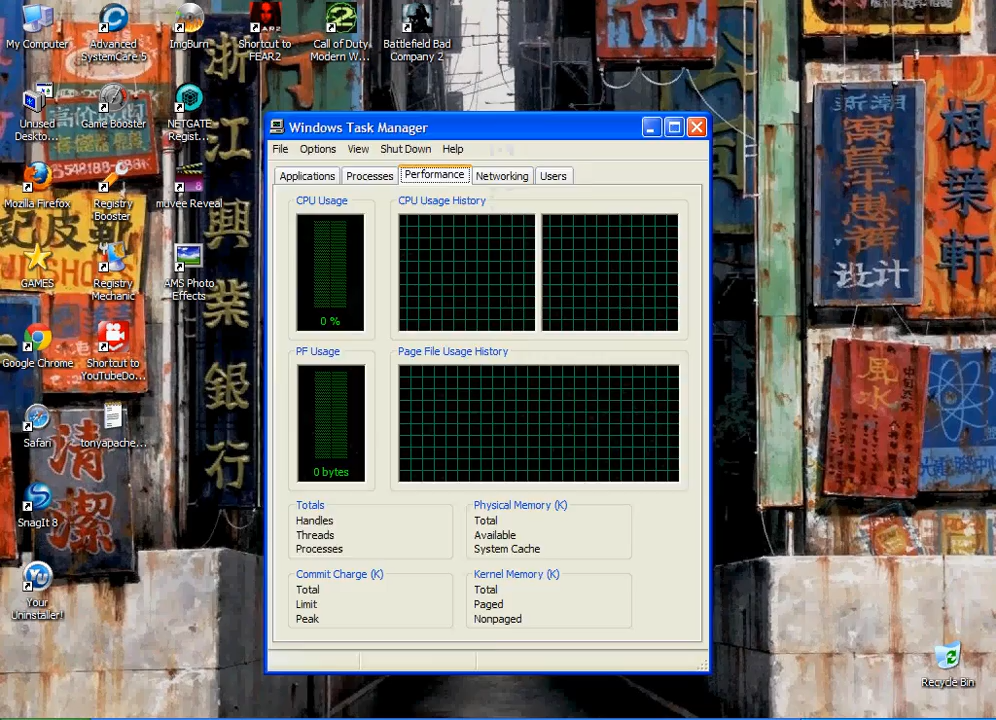 My Computer
Advanced
SystemCare 5
ImgBurn
Shortcut to
FEAR2
Call of Duty
Modern W...
Battlefield Bad
Company 2
Unused
Deskto...
Game Booster
NETGATE
Regist...
Mozilla Firefox
Registry
Booster
muvee Reveal
GAMES
Registry
Mechanic
AMS Photo
Effects
Google Chrome
Shortcut to
YouTubeDo...
Safari
tonyapache...
SnagIt 8
Your
Uninstaller!
Recycle Bin
Windows Task Manager
File Options View Shut Down Help
Applications Processes Performance Networking Users
CPU Usage
CPU Usage History
0 %
PF Usage
Page File Usage History
0 bytes
Totals
Handles
Threads
Processes
Physical Memory (K)
Total
Available
System Cache
Commit Charge (K)
Total
Limit
Peak
Kernel Memory (K)
Total
Paged
Nonpaged
浙江興業銀行
清潔
新潮
设计
楓葉軒
風水